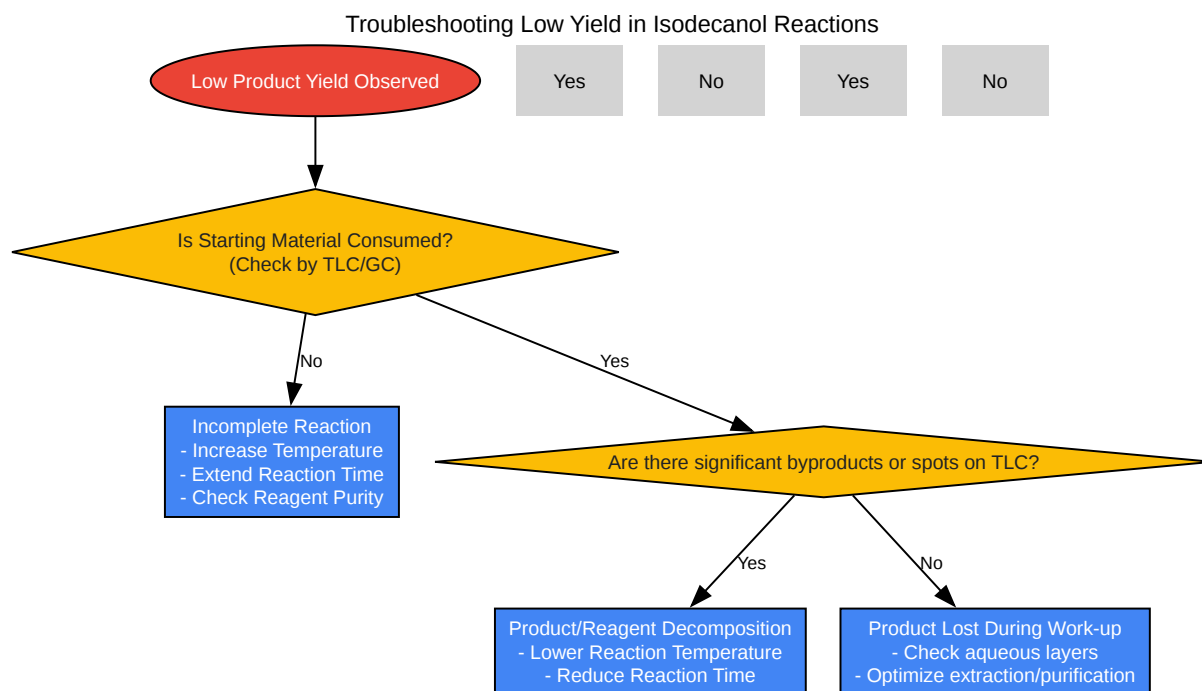 Troubleshooting Low Yield in Isodecanol Reactions
Low Product Yield Observed
Yes
No
Yes
No
Is Starting Material Consumed?
(Check by TLC/GC)
No
Yes
Incomplete Reaction
- Increase Temperature
- Extend Reaction Time
- Check Reagent Purity
Are there significant byproducts or spots on TLC?
Yes
No
Product/Reagent Decomposition
- Lower Reaction Temperature
- Reduce Reaction Time
Product Lost During Work-up
- Check aqueous layers
- Optimize extraction/purification